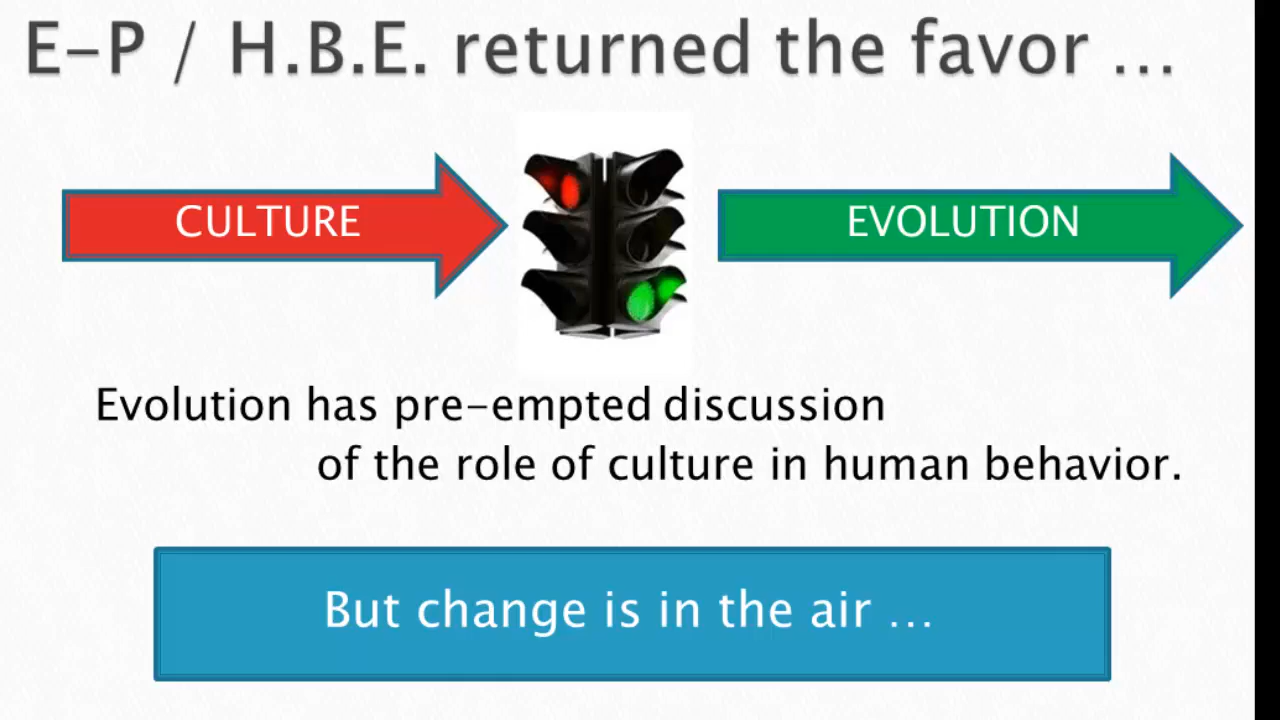 E-P / H.B.E. returned the favor ...
CULTURE
EVOLUTION
Evolution has pre-empted discussion
of the role of culture in human behavior.
But change is in the air ...